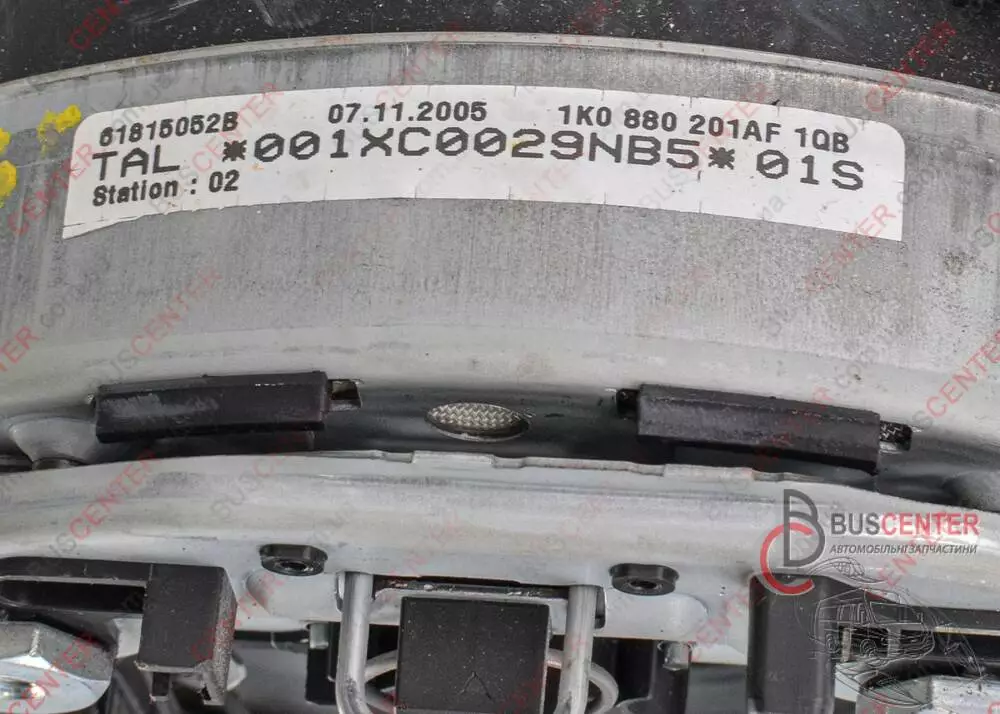 61815052B 07.11.2005 1K0 880 201AF 1QB
TAL *001XC0029NB5* 01S
Station : 02
BUSCENTER
АВТОМОБІЛЬНІ ЗАПЧАСТИНИ